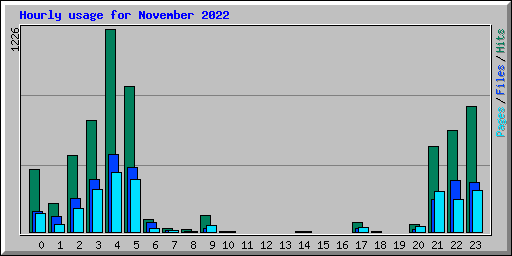 Hourly usage for November 2022
1226
Pages/Files/Hits
0 1 2 3 4 5 6 7 8 9 10 11 12 13 14 15 16 17 18 19 20 21 22 23